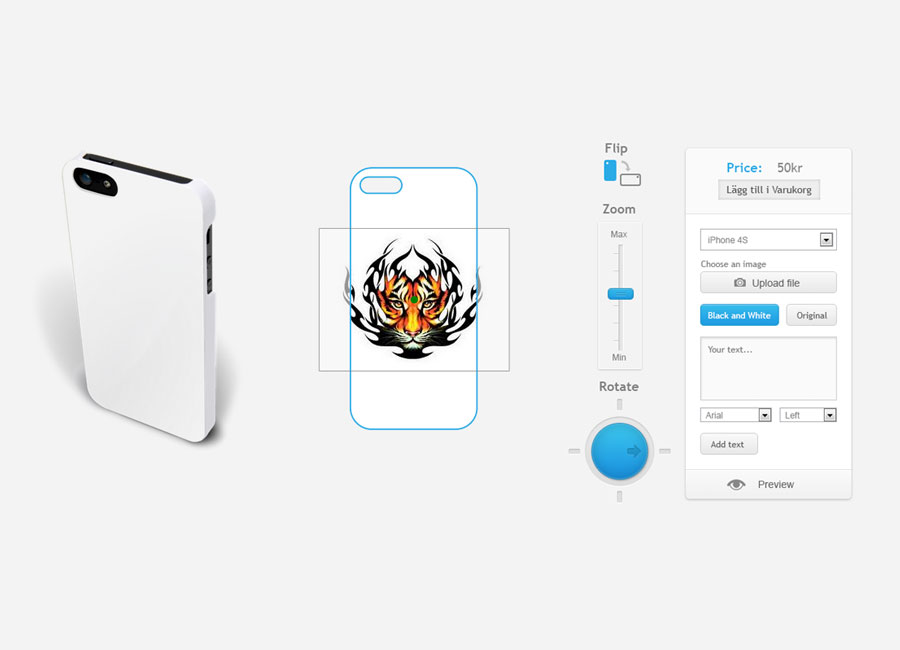 Flip
Zoom
Max
Min
Rotate
Price: 50kr
Lägg till i Varukorg
iPhone 4S
Choose an image
Upload file
Black and White Original
Your text...
Arial Left
Add text
Preview